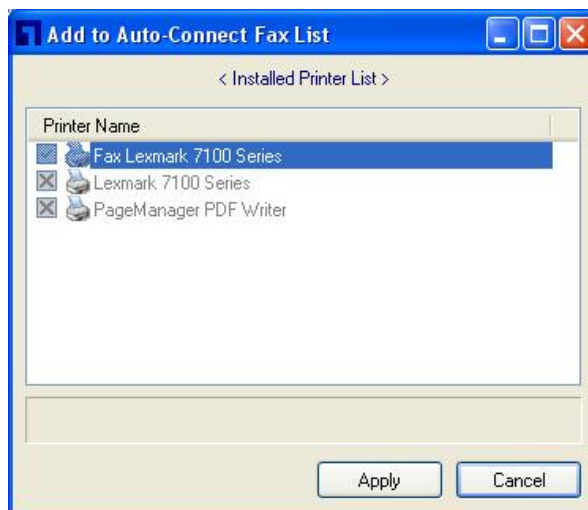 Add to Auto-Connect Fax List
< Installed Printer List >
Printer Name
Fax Lexmark 7100 Series
Lexmark 7100 Series
PageManager PDF Writer
Apply
Cancel